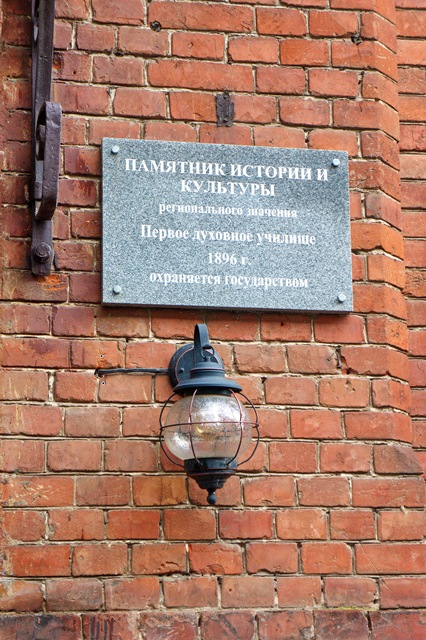 ПАМЯТНИК ИСТОРИИ И
КУЛЬТУРЫ
регионального значения
Первое духовное училище
1896 г.
охраняется государством